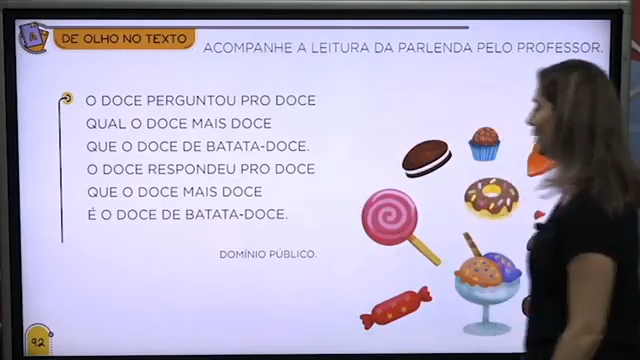 A
DE OLHO NO TEXTO
ACOMPANHE A LEITURA DA PARLENDA PELO PROFESSOR.
O DOCE PERGUNTOU PRO DOCE
QUAL O DOCE MAIS DOCE
QUE O DOCE DE BATATA-DOCE.
O DOCE RESPONDEU PRO DOCE
QUE O DOCE MAIS DOCE
É O DOCE DE BATATA-DOCE.
DOMÍNIO PÚBLICO.
92